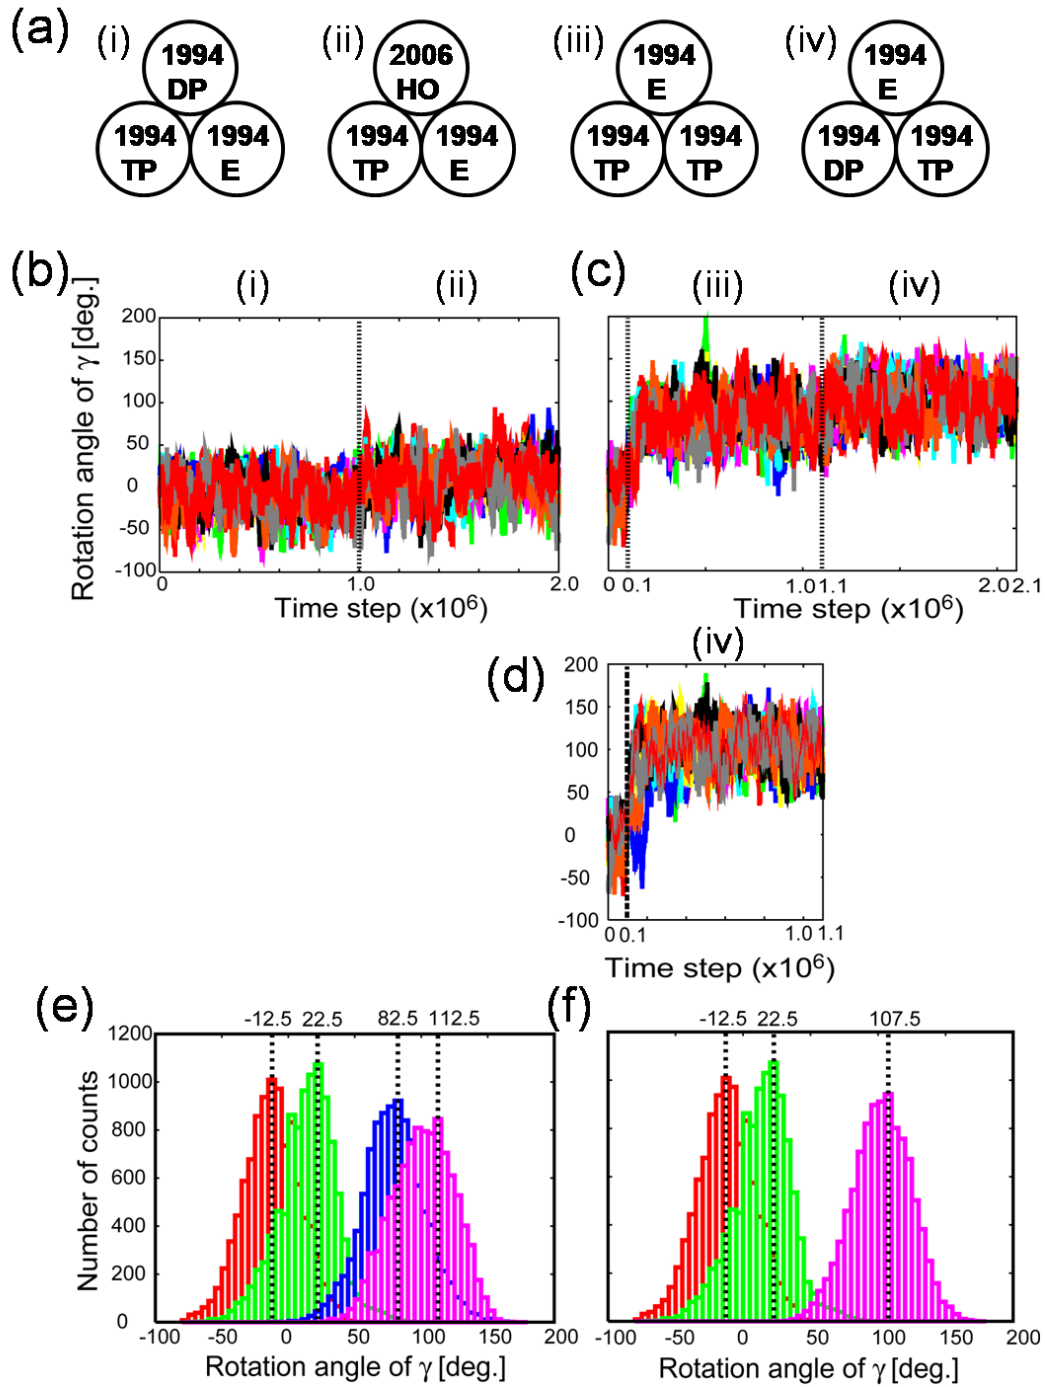 (a)
(i) (ii) (iii) (iv)
1994 DP 2006 HO 1994 E 1994 E
1994 TP 1994 E 1994 TP 1994 E 1994 TP 1994 TP 1994 DP 1994 TP
(b) (i) (ii)
Rotation angle of γ [deg.]
200
150
100
50
0
-50
-100
0 1.0 2.0
Time step (x10⁶)
(c) (iii) (iv)
0 0.1 1.0 1.1 2.0 2.1
Time step (x10⁶)
(d) (iv)
200
150
100
50
0
-50
-100
0 0.1 1.0 1.1
Time step (x10⁶)
(e)
-12.5 22.5 82.5 112.5
Number of counts
1200
1000
800
600
400
200
0
-100 -50 0 50 100 150 200
Rotation angle of γ [deg.]
(f)
-12.5 22.5 107.5
-100 -50 0 50 100 150 200
Rotation angle of γ [deg.]